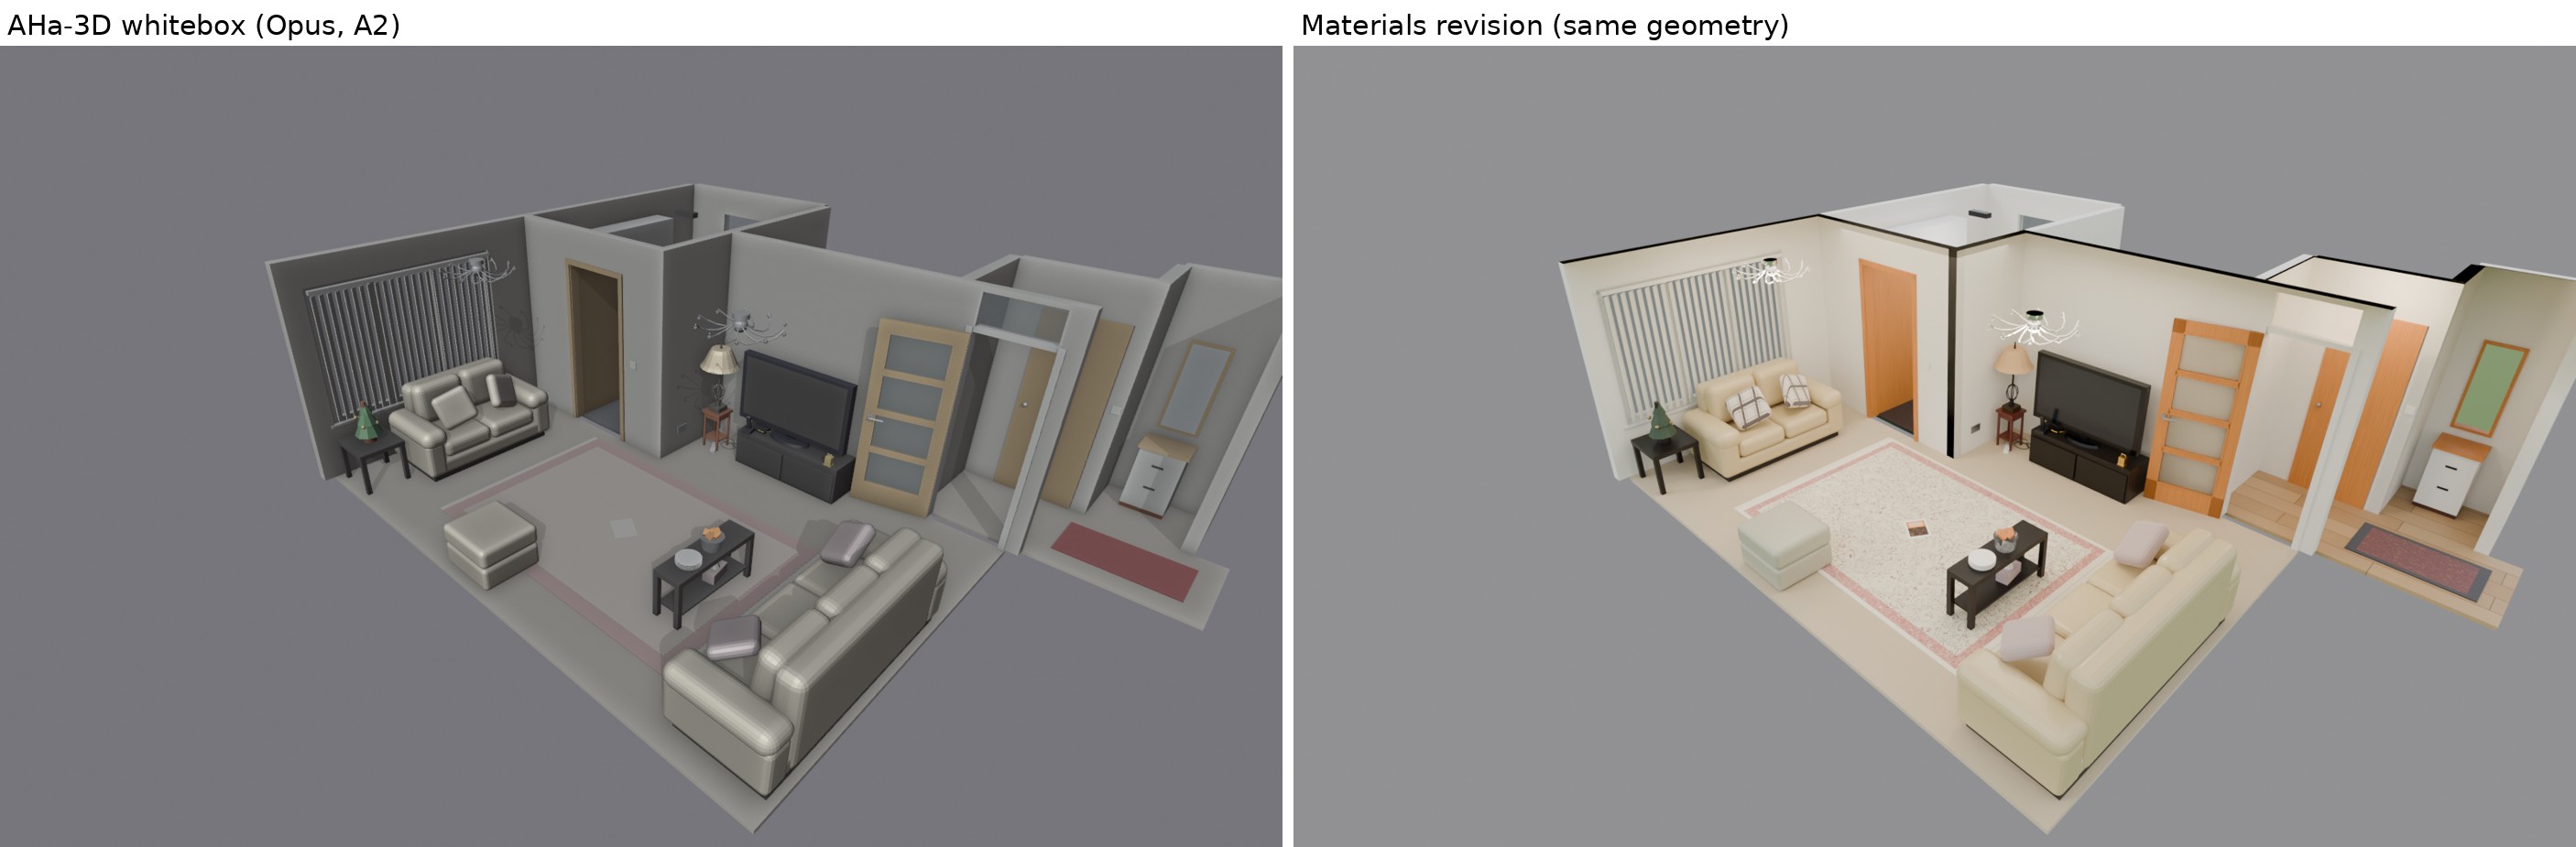 AHa-3D whitebox (Opus, A2)
Materials revision (same geometry)